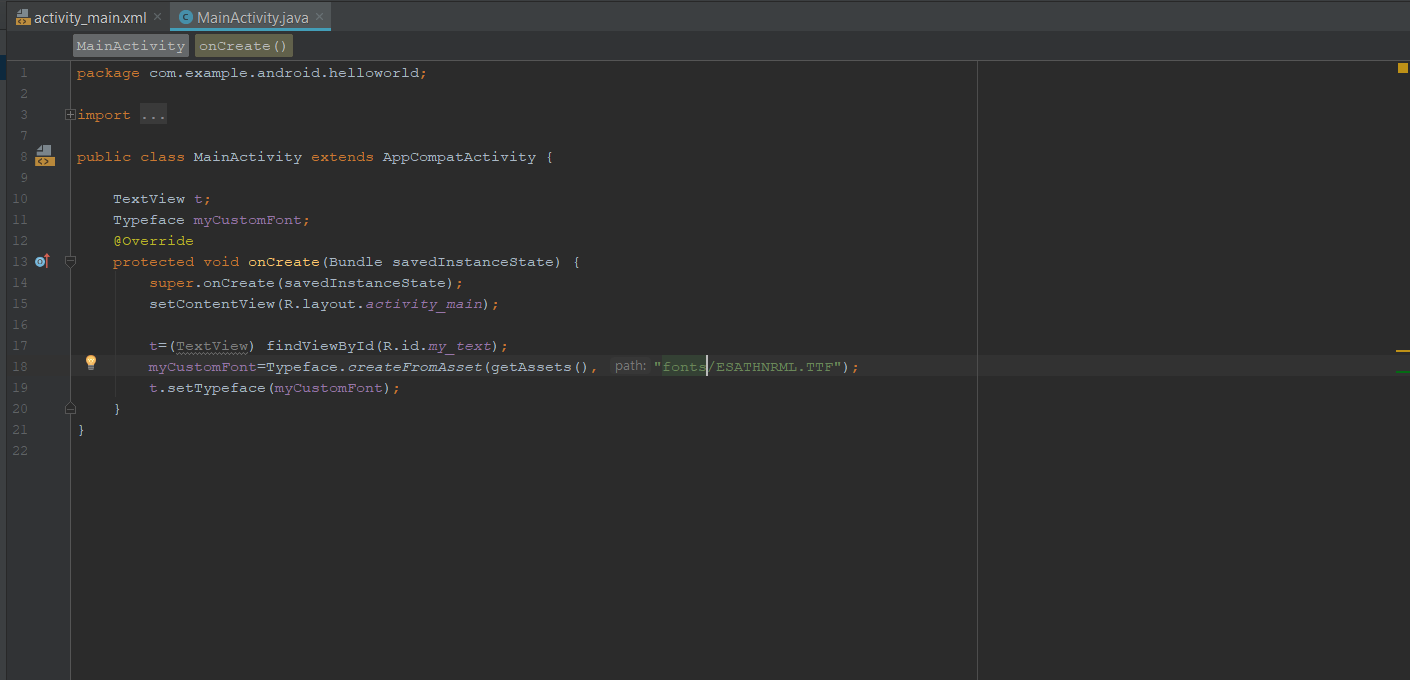 activity_main.xml MainActivity.java
MainActivity onCreate()
1 package com.example.android.helloworld;
2
3 import ...
7
8 public class MainActivity extends AppCompatActivity {
9
10 TextView t;
11 Typeface myCustomFont;
12 @Override
13 protected void onCreate(Bundle savedInstanceState) {
14 super.onCreate(savedInstanceState);
15 setContentView(R.layout.activity_main);
16
17 t=(TextView) findViewById(R.id.my_text);
18 myCustomFont=Typeface.createFromAsset(getAssets(), path: "fonts/ESATHNRML.TTF");
19 t.setTypeface(myCustomFont);
20 }
21 }
22